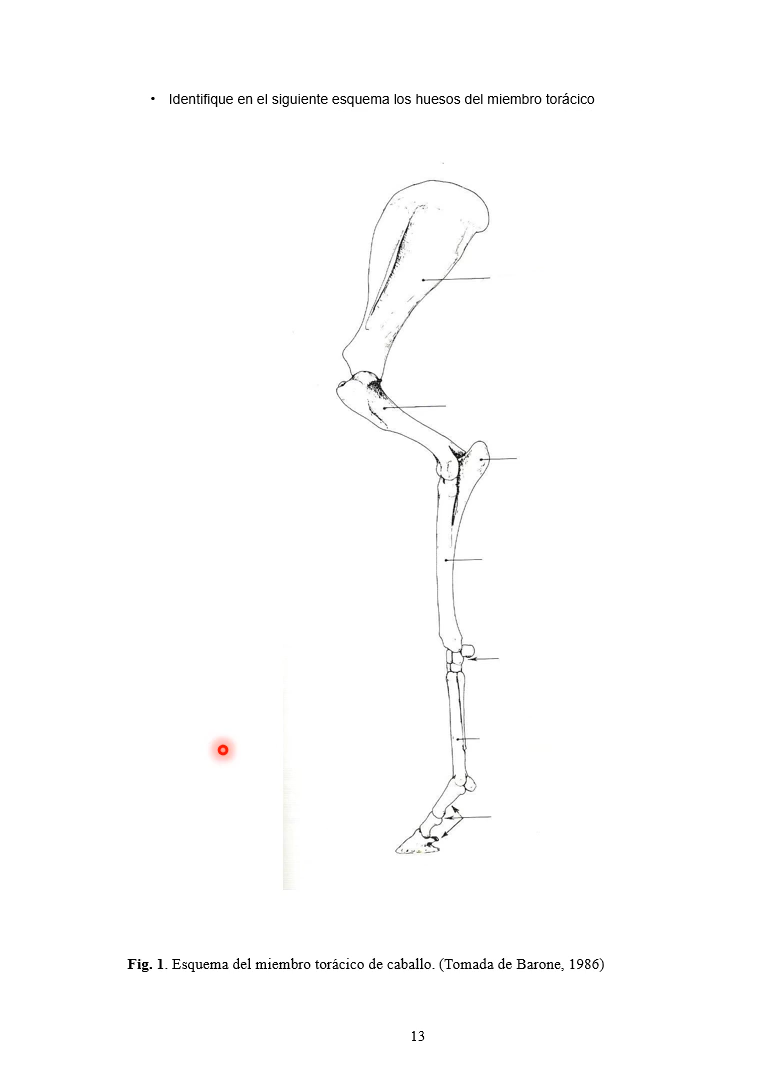 • Identifique en el siguiente esquema los huesos del miembro torácico
Fig. 1. Esquema del miembro torácico de caballo. (Tomada de Barone, 1986)
13